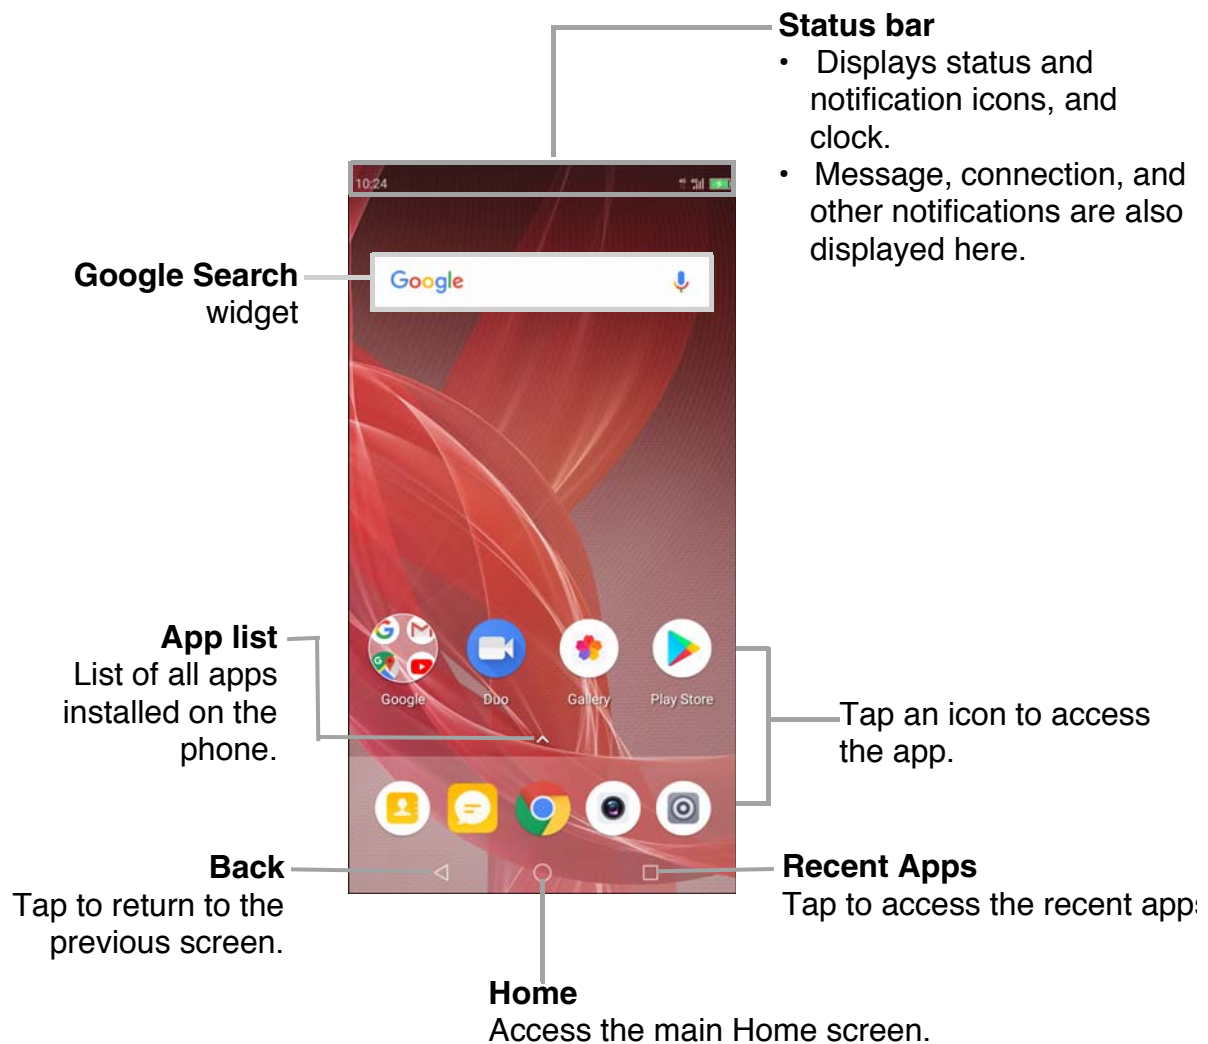 Status bar
• Displays status and
notification icons, and
clock.
• Message, connection, and
other notifications are also
displayed here.
10:24
Google Search
widget
Google
App list
List of all apps
installed on the
phone.
Google
Duo
Gallery
Play Store
Tap an icon to access
the app.
Back
Tap to return to the
previous screen.
Recent Apps
Tap to access the recent apps
Home
Access the main Home screen.